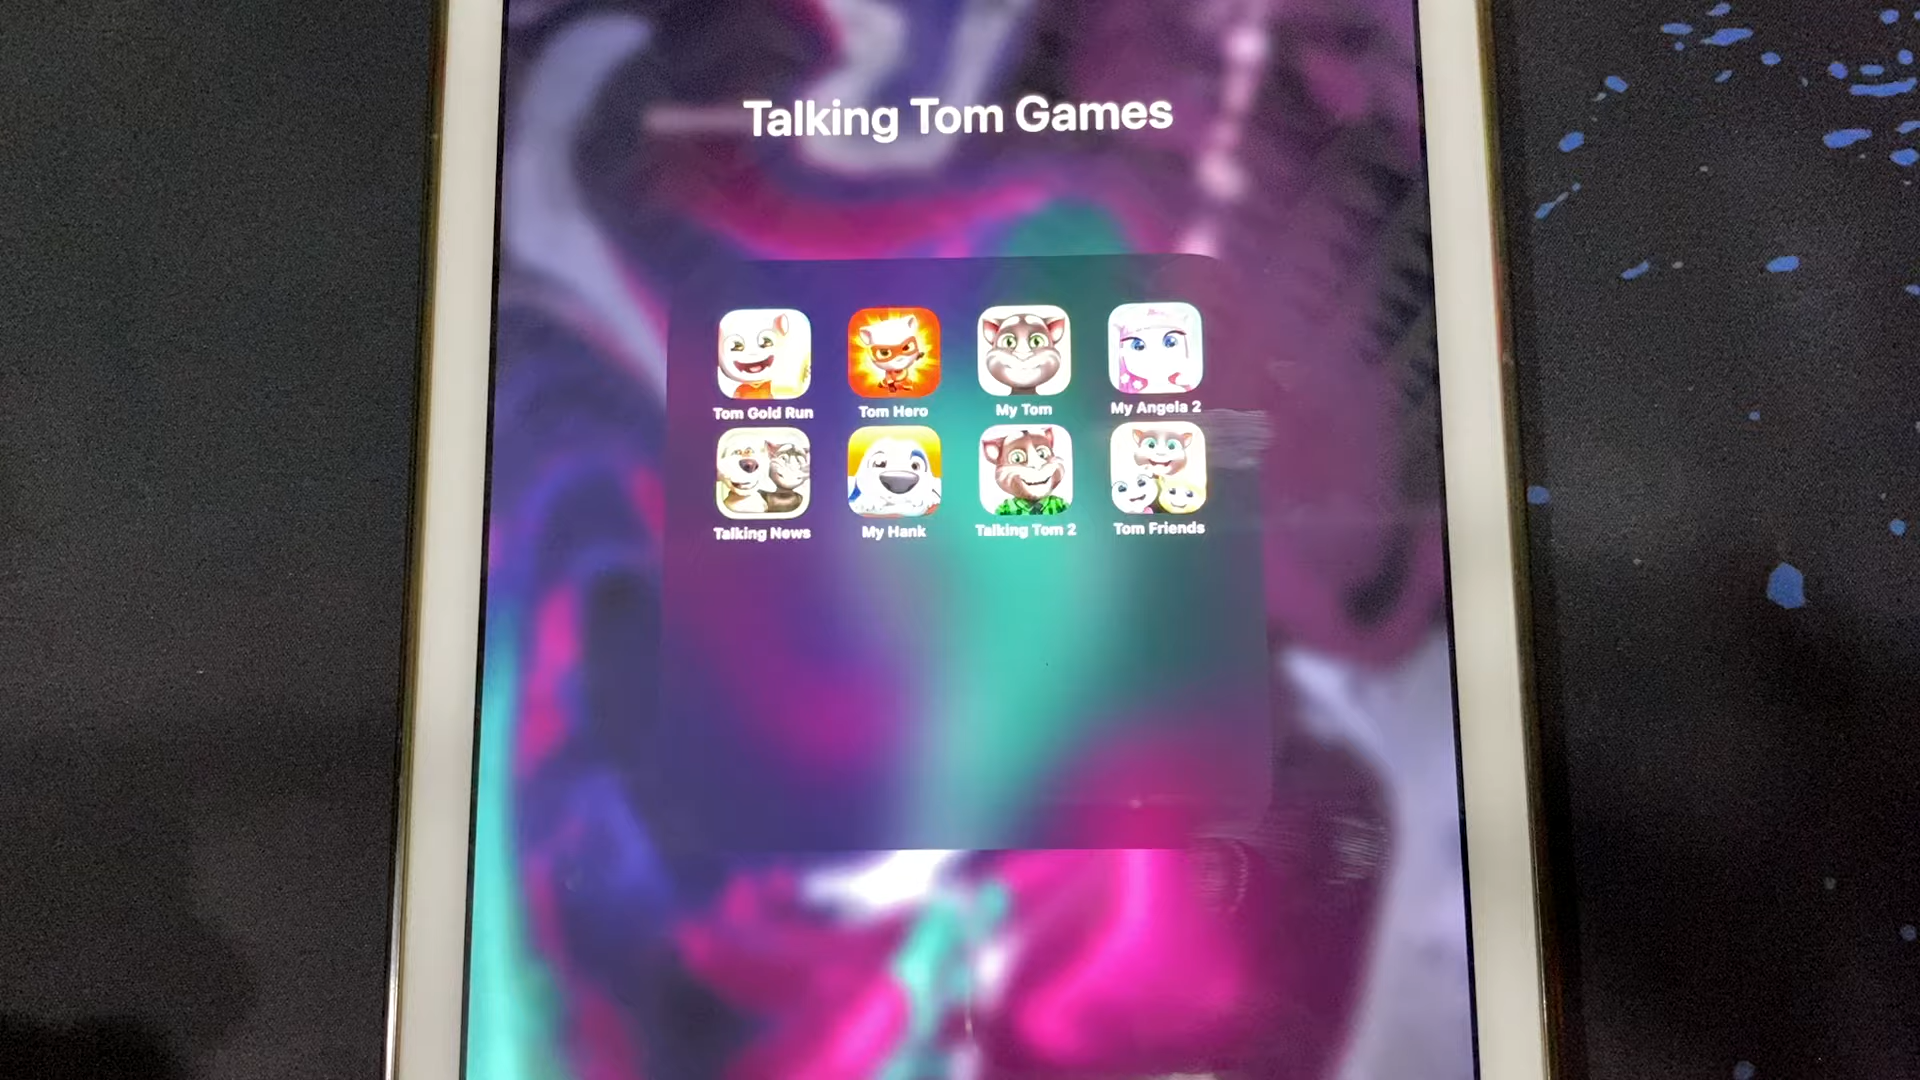 Talking Tom Games
Tom Gold Run
Tom Hero
My Tom
My Angela 2
Talking News
My Hank
Talking Tom 2
Tom Friends